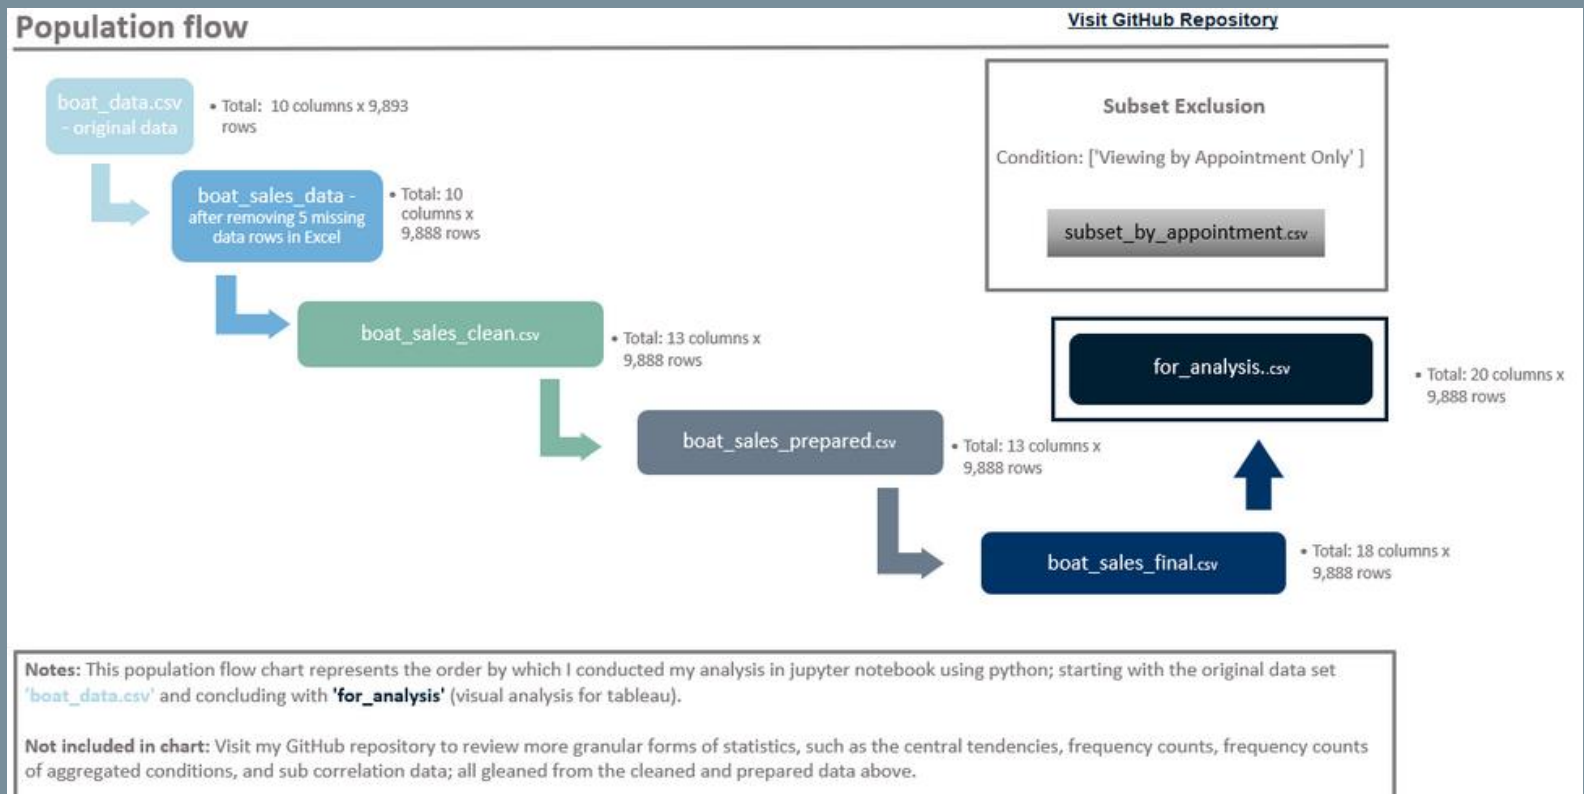 Population flow
Visit GitHub Repository
boat_data.csv
- original data
• Total: 10 columns x 9,893
rows
Subset Exclusion
Condition: ['Viewing by Appointment Only' ]
subset_by_appointment.csv
boat_sales_data -
after removing 5 missing
data rows in Excel
• Total: 10
columns x
9,888 rows
boat_sales_clean.csv
• Total: 13 columns x
9,888 rows
for_analysis..csv
• Total: 20 columns x
9,888 rows
boat_sales_prepared.csv
• Total: 13 columns x
9,888 rows
boat_sales_final.csv
• Total: 18 columns x
9,888 rows
Notes: This population flow chart represents the order by which I conducted my analysis in jupyter notebook using python; starting with the original data set
'boat_data.csv' and concluding with 'for_analysis' (visual analysis for tableau).
Not included in chart: Visit my GitHub repository to review more granular forms of statistics, such as the central tendencies, frequency counts, frequency counts
of aggregated conditions, and sub correlation data; all gleaned from the cleaned and prepared data above.